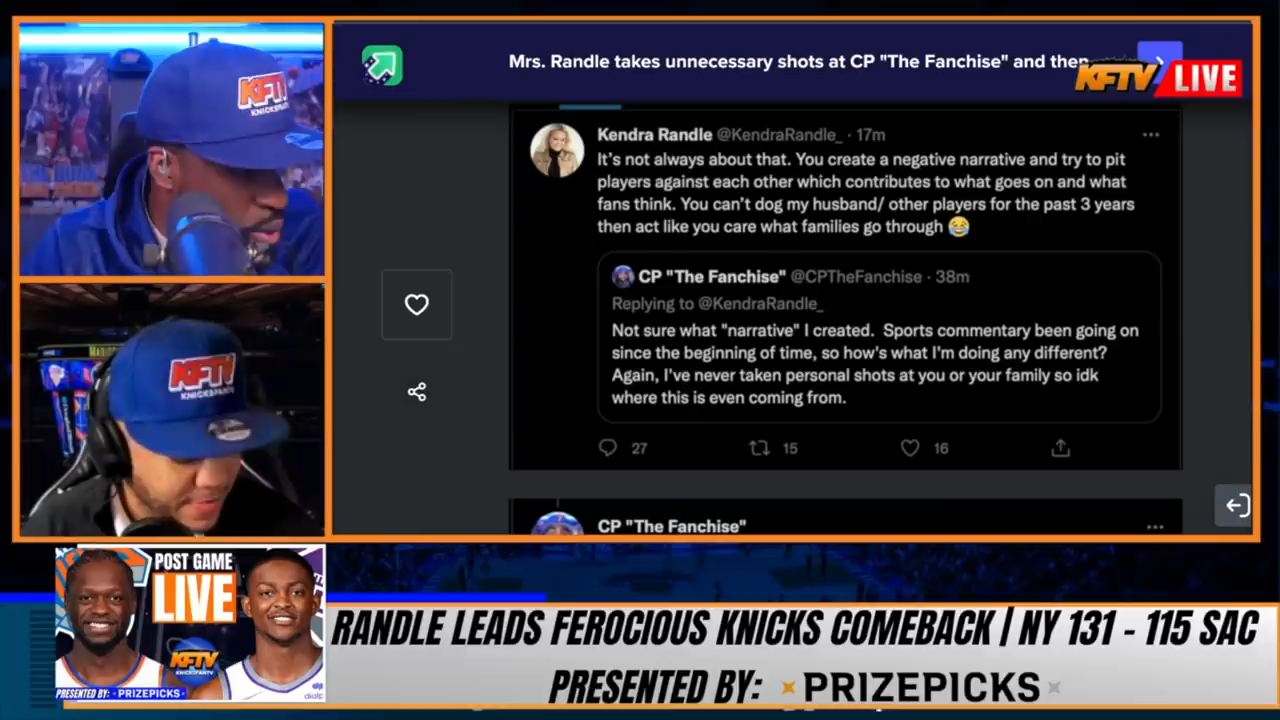 KFTV
KNICKSFANTV
KFTV
Mrs. Randle takes unnecessary shots at CP "The Fanchise" and then
KFTV LIVE
Kendra Randle @KendraRandle_ · 17m
It's not always about that. You create a negative narrative and try to pit
players against each other which contributes to what goes on and what
fans think. You can't dog my husband/ other players for the past 3 years
then act like you care what families go through 😂
CP "The Fanchise" @CPTheFanchise · 38m
Replying to @KendraRandle_
Not sure what "narrative" I created. Sports commentary been going on
since the beginning of time, so how's what I'm doing any different?
Again, I've never taken personal shots at you or your family so idk
where this is even coming from.
27 15 16
CP "The Fanchise"
POST GAME
LIVE
KFTV
PRESENTED BY: PRIZEPICKS
RANDLE LEADS FEROCIOUS KNICKS COMEBACK | NY 131 - 115 SAC
PRESENTED BY: PRIZEPICKS